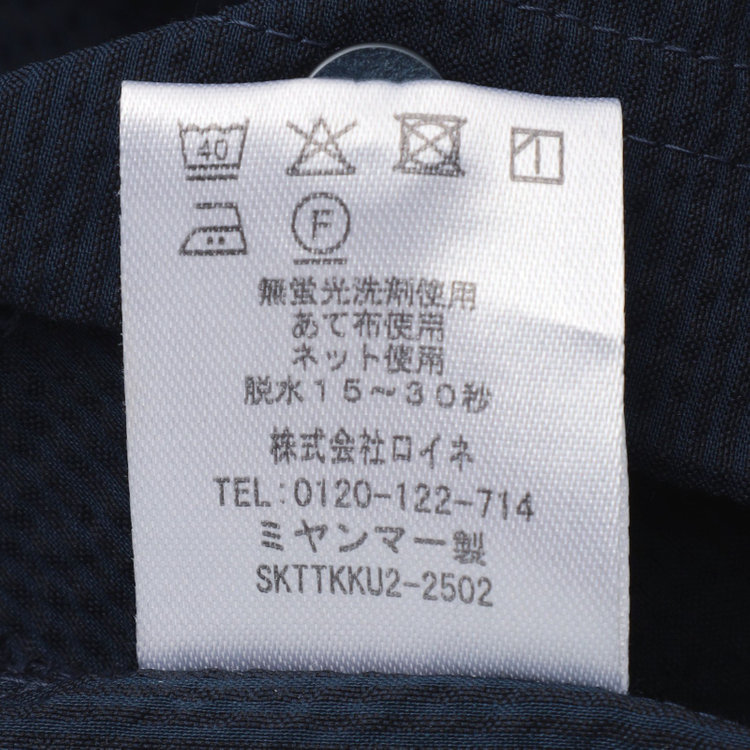 40
F
無蛍光洗剤使用
あて布使用
ネット使用
脱水15～30秒
株式会社ロイネ
TEL:0120-122-714
ミヤンマー製
SKTTKKU2-2502